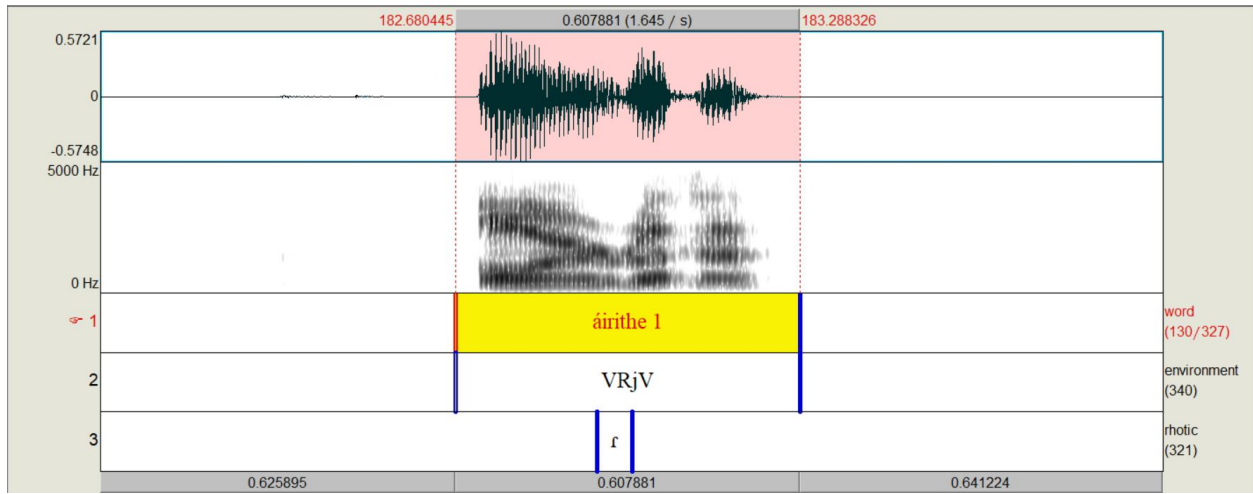 182.680445 0.607881 (1.645 / s) 183.288326
0.5721
0
-0.5748
5000 Hz
0 Hz
1 áirithe 1 word
(130/327)
2 VRjV environment
(340)
3 ɾ rhotic
(321)
0.625895 0.607881 0.641224